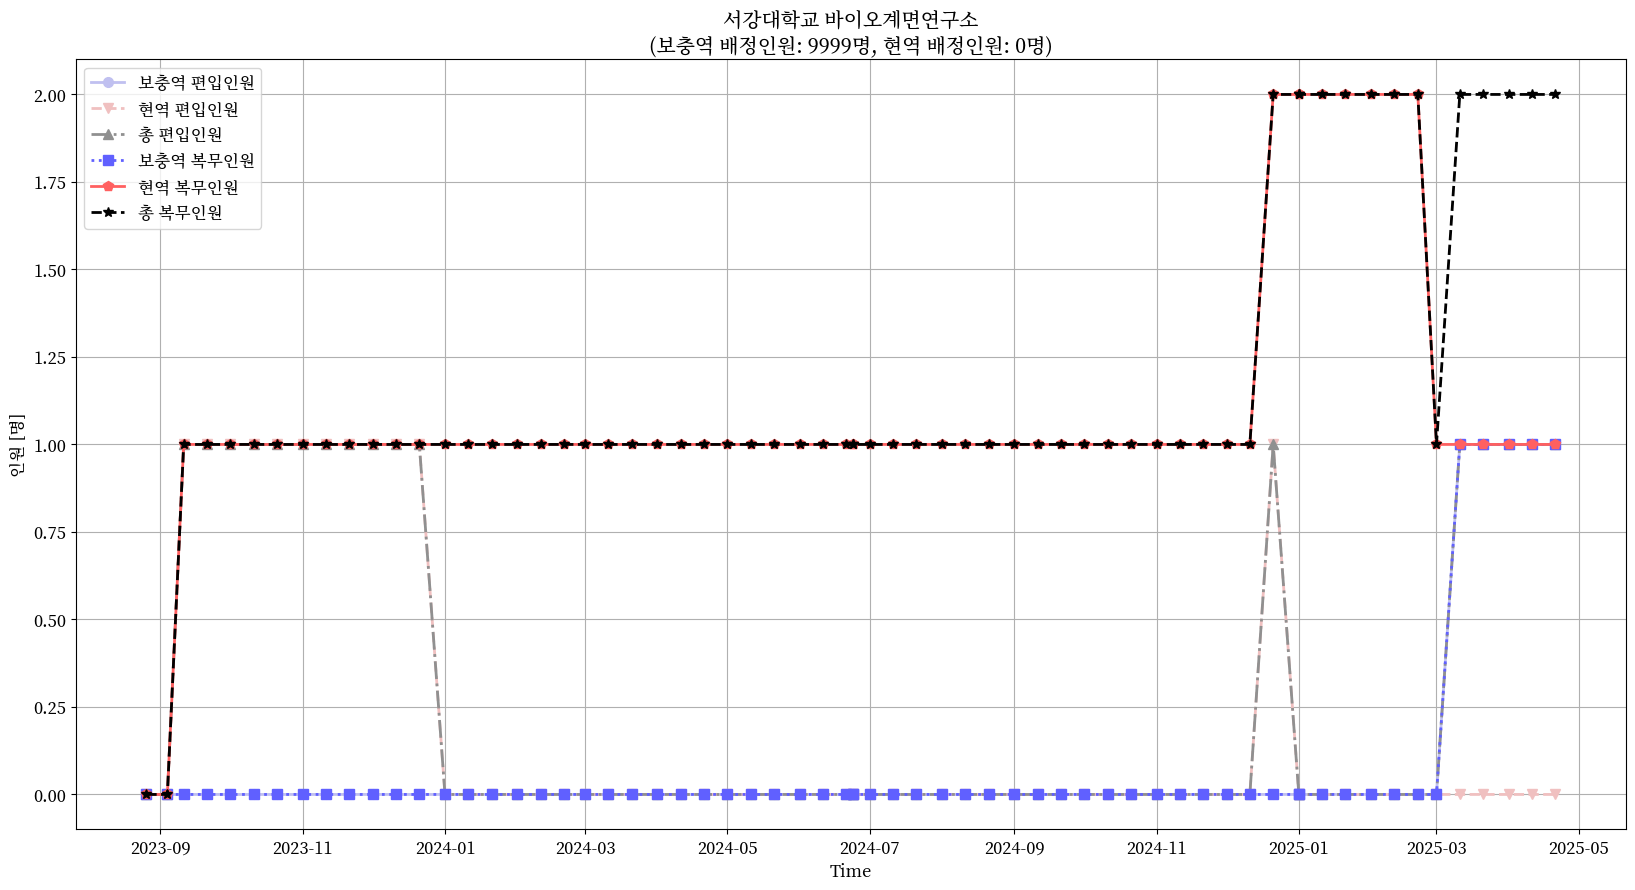 서강대학교 바이오계면연구소
(보충역 배정인원: 9999명, 현역 배정인원: 0명)
보충역 편입인원
현역 편입인원
총 편입인원
보충역 복무인원
현역 복무인원
총 복무인원
인원 [명]
2.00
1.75
1.50
1.25
1.00
0.75
0.50
0.25
0.00
2023-09
2023-11
2024-01
2024-03
2024-05
2024-07
2024-09
2024-11
2025-01
2025-03
2025-05
Time